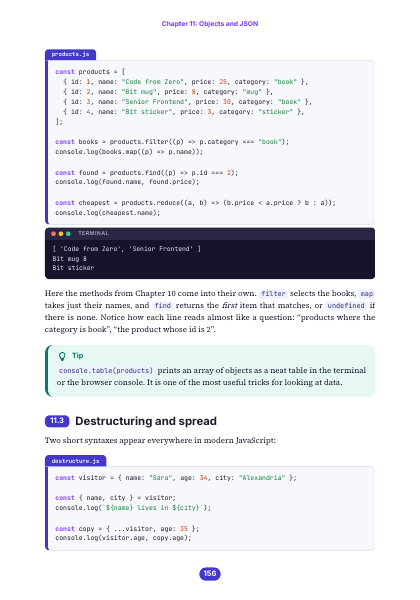 Chapter 11: Objects and JSON
products.js
const products = [
  { id: 1, name: "Code from Zero", price: 25, category: "book" },
  { id: 2, name: "Bit mug", price: 8, category: "mug" },
  { id: 3, name: "Senior Frontend", price: 30, category: "book" },
  { id: 4, name: "Bit sticker", price: 3, category: "sticker" },
];
const books = products.filter((p) => p.category === "book");
console.log(books.map((p) => p.name));
const found = products.find((p) => p.id === 2);
console.log(found.name, found.price);
const cheapest = products.reduce((a, b) => (b.price < a.price ? b : a));
console.log(cheapest.name);
TERMINAL
[ 'Code from Zero', 'Senior Frontend' ]
Bit mug 8
Bit sticker
Here the methods from Chapter 10 come into their own. filter selects the books, map
takes just their names, and find returns the first item that matches, or undefined if
there is none. Notice how each line reads almost like a question: “products where the
category is book”, “the product whose id is 2”.
Tip
console.table(products) prints an array of objects as a neat table in the terminal
or the browser console. It is one of the most useful tricks for looking at data.
11.3 Destructuring and spread
Two short syntaxes appear everywhere in modern JavaScript:
destructure.js
const visitor = { name: "Sara", age: 34, city: "Alexandria" };
const { name, city } = visitor;
console.log(`${name} lives in ${city}`);
const copy = { ...visitor, age: 35 };
console.log(visitor.age, copy.age);
156